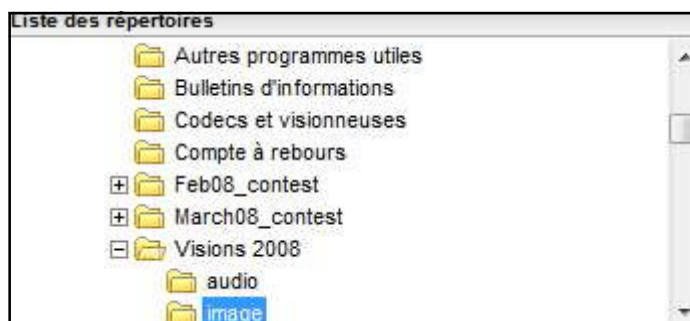 Liste des répertoires
Autres programmes utiles
Bulletins d'informations
Codecs et visionneuses
Compte à rebours
Feb08_contest
March08_contest
Visions 2008
audio
image